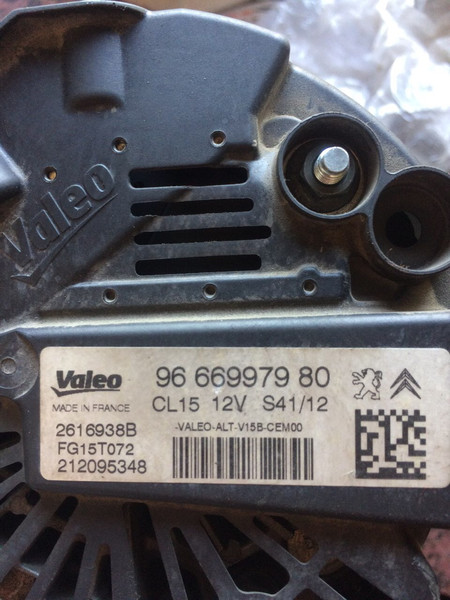 Valeo
Valeo 96 669979 80
MADE IN FRANCE CL15 12V S41/12
2616938B -VALEO-ALT-V15B-CEM00
FG15T072
212095348